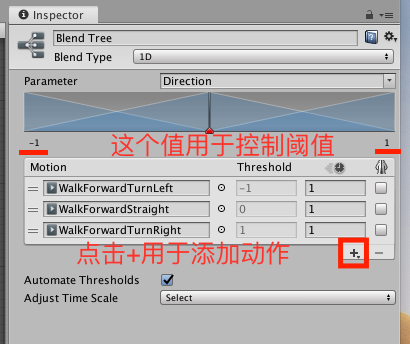 Inspector
Blend Tree
Blend Type 1D
Parameter Direction
-1 这个值用于控制阈值 1
Motion Threshold
WalkForwardTurnLeft -1 1
WalkForwardStraight 0 1
WalkForwardTurnRight 1 1
点击+用于添加动作
Automate Thresholds
Adjust Time Scale Select